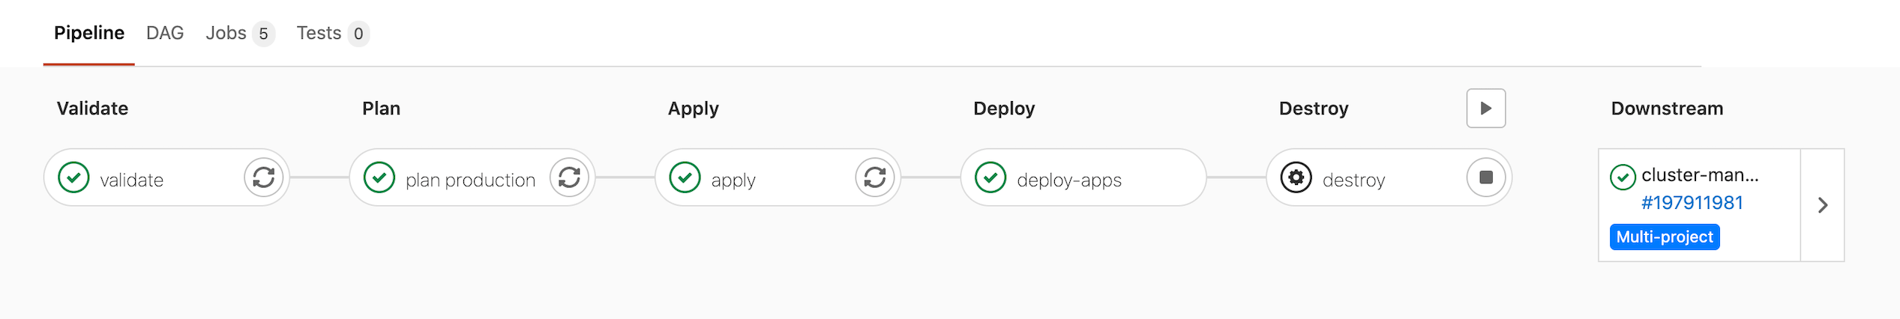 Pipeline DAG Jobs 5 Tests 0
Validate Plan Apply Deploy Destroy Downstream
validate plan production apply deploy-apps destroy cluster-man...
#197911981
Multi-project